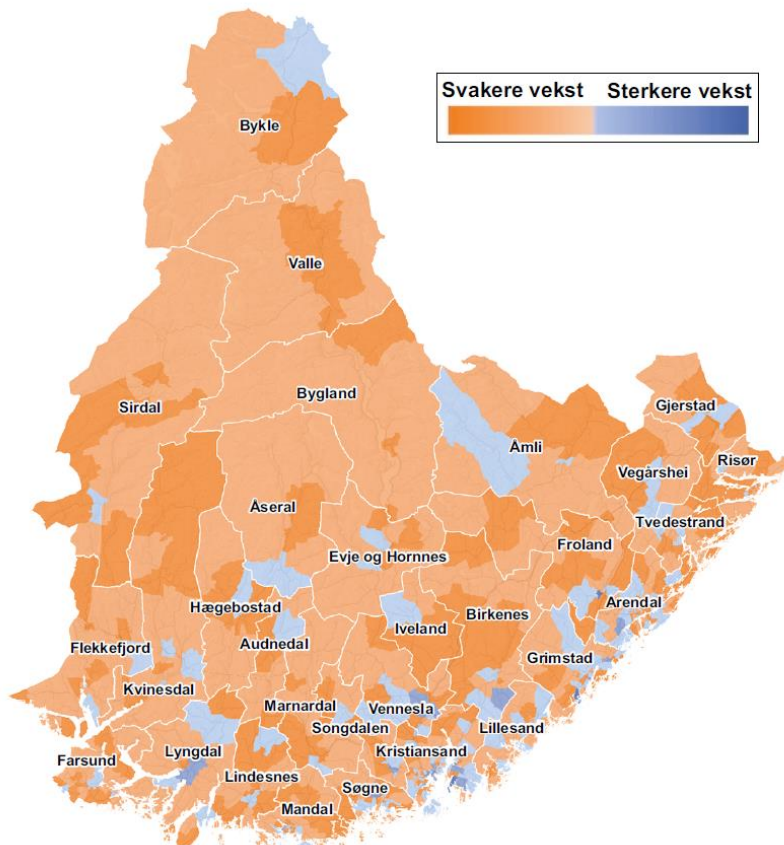 Svakere vekst Sterkere vekst
Bykle
Valle
Sirdal
Bygland
Gjerstad
Åmli
Risør
Vegårshei
Åseral
Tvedestrand
Evje og Hornnes
Froland
Hægebostad
Arendal
Birkenes
Iveland
Audnedal
Flekkefjord
Grimstad
Kvinesdal
Marnardal
Vennesla
Songdalen
Lillesand
Lyngdal
Kristiansand
Farsund
Lindesnes
Søgne
Mandal